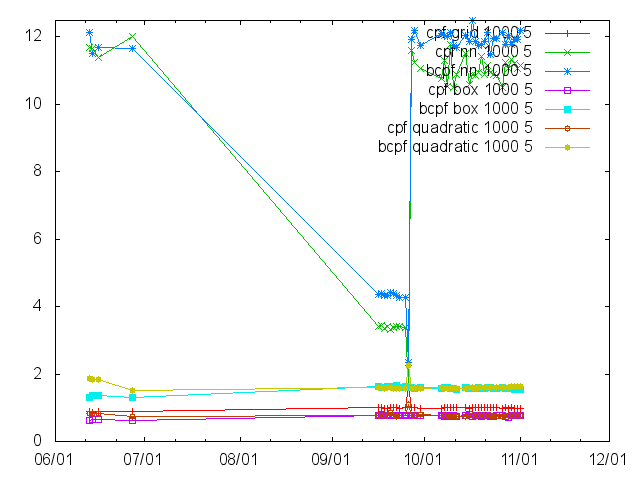 12
10
8
6
4
2
0
cpf grid 1000 5
cpf nn 1000 5
bcpf nn 1000 5
cpf box 1000 5
bcpf box 1000 5
cpf quadratic 1000 5
bcpf quadratic 1000 5
06/01 07/01 08/01 09/01 10/01 11/01 12/01